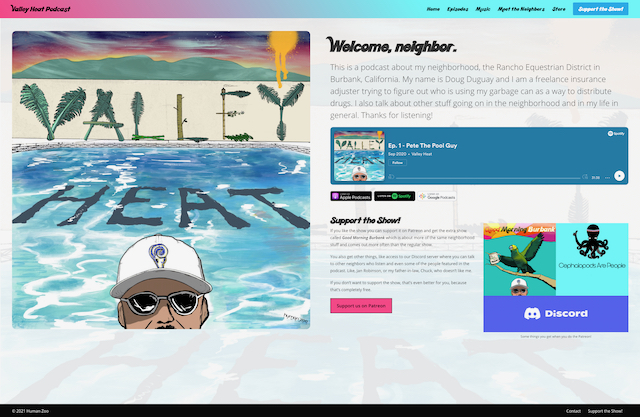 Valley Heat Podcast
Home Episodes Music Meet the Neighbors Store Support the Show!
VALLEY
HEAT
Welcome, neighbor.
This is a podcast about my neighborhood, the Rancho Equestrian District in
Burbank, California. My name is Doug Duguay and I am a freelance insurance
adjuster trying to figure out who is using my garbage can as a way to distribute
drugs. I also talk about other stuff going on in the neighborhood and in my life in
general. Thanks for listening!
VALLEY
HEAT
Spotify
Ep. 1 - Pete The Pool Guy
Sep 2020 • Valley Heat
Follow
Apple Podcasts
Spotify
Google Podcasts
Support the Show!
If you like the show you can support it on Patreon and get the extra show
called Good Morning Burbank which is about more of the same neighborhood
stuff and comes out more often than the regular show.
You also get other things, like access to our Discord server where you can talk
to other neighbors who listen and even some of the people featured in the
podcast. Like, Jan Robinson, or my father in law, Chuck, who doesn't like me.
If you don't want to support the show, that's even better for you, because
that's completely free.
Support us on Patreon
Good Morning Burbank
Cephalopods Are People
Discord
Some things you get when you do the Patreon!
HEAT
© 2021 Human Zoo
Contact Support the Show!